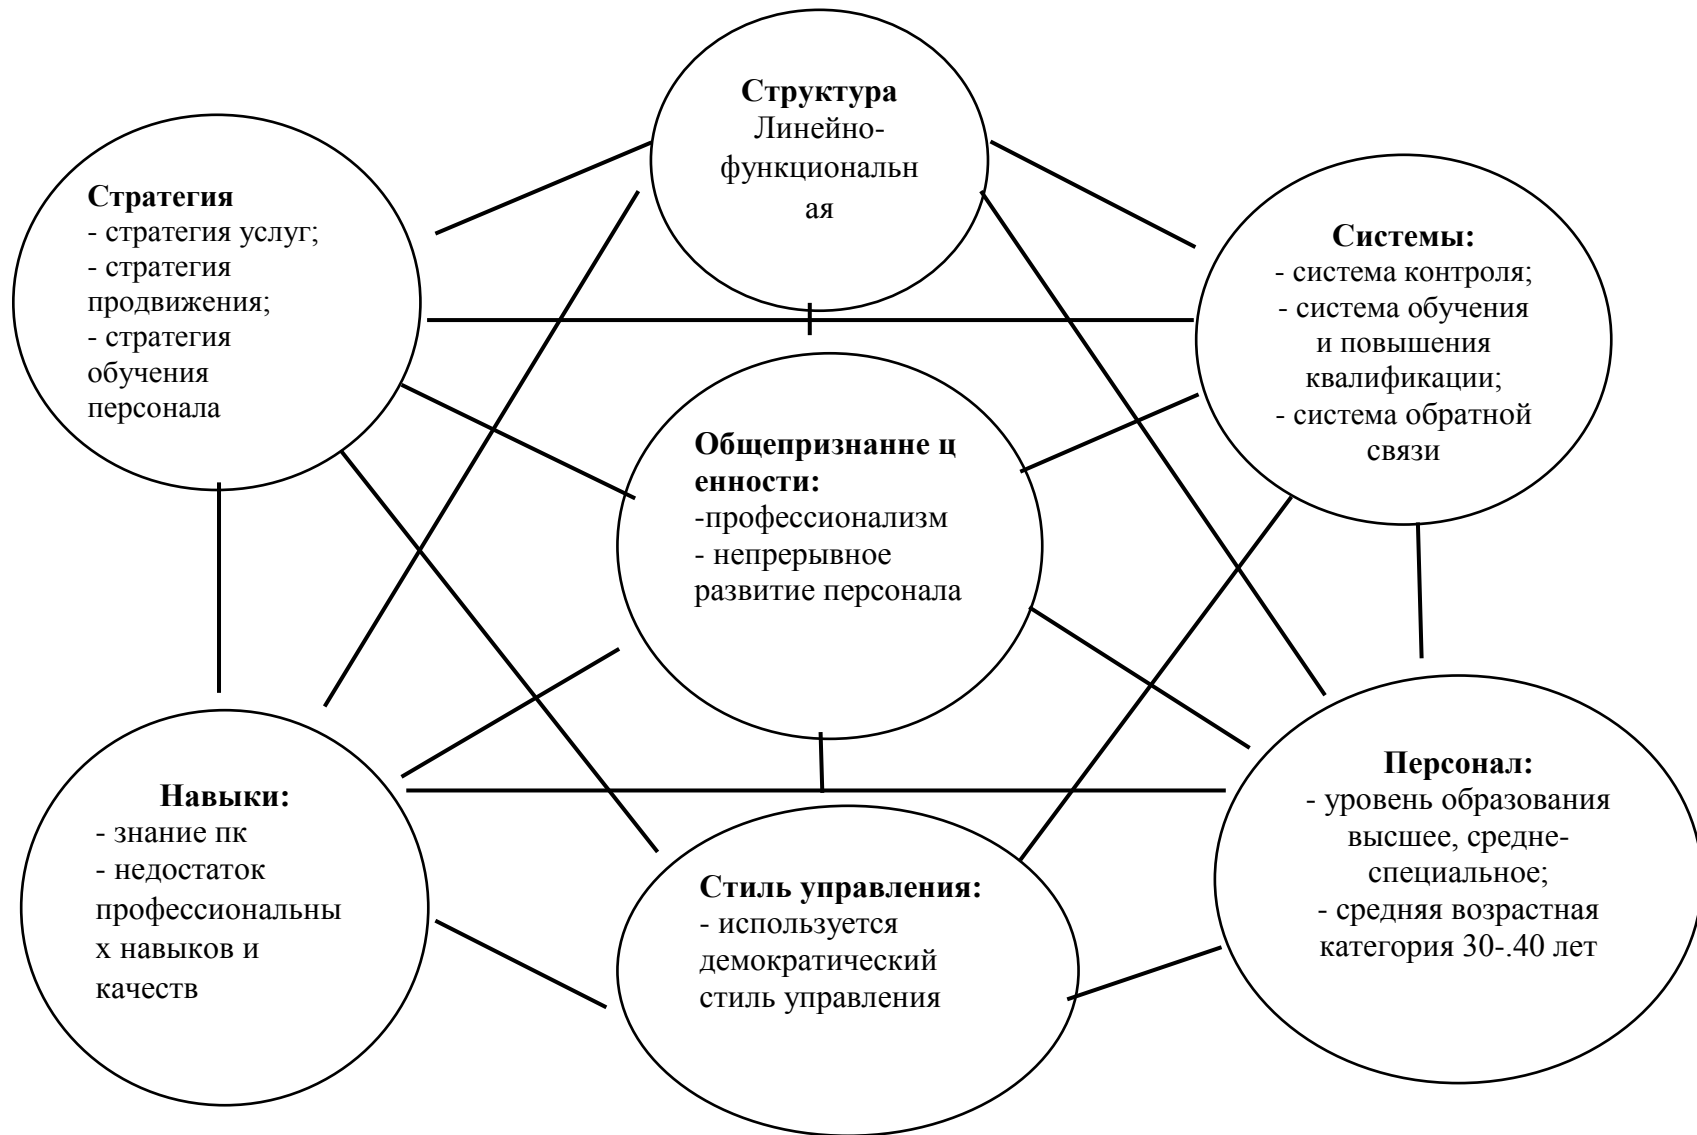 Структура
Линейно-
функциональн
ая
Стратегия
- стратегия услуг;
- стратегия
продвижения;
- стратегия
обучения
персонала
Системы:
- система контроля;
- система обучения
и повышения
квалификации;
- система обратной
связи
Общепризнанне ц
енности:
-профессионализм
- непрерывное
развитие персонала
Навыки:
- знание пк
- недостаток
профессиональны
х навыков и
качеств
Стиль управления:
- используется
демократический
стиль управления
Персонал:
- уровень образования
высшее, средне-
специальное;
- средняя возрастная
категория 30-.40 лет